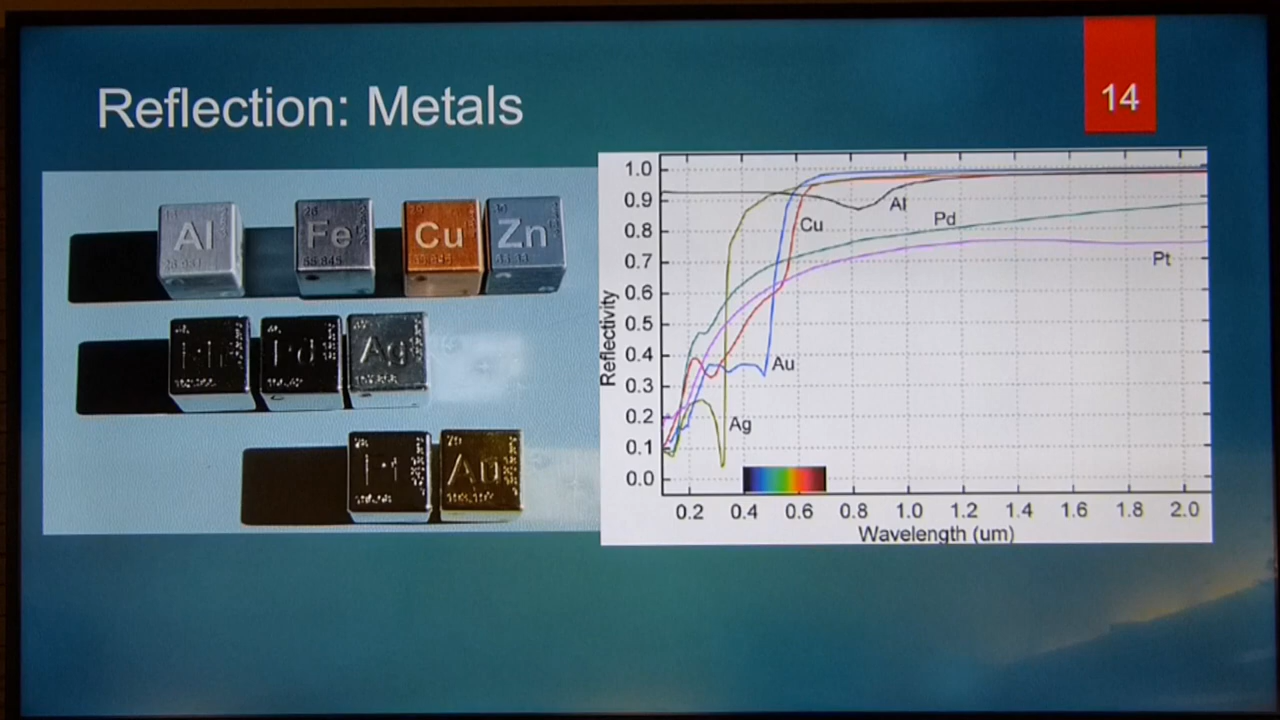 Reflection: Metals
14
Al
Fe
Cu
Zn
Pd
Ag
Au
1.0
0.9
0.8
0.7
0.6
0.5
0.4
0.3
0.2
0.1
0.0
Reflectivity
Cu
Al
Pd
Pt
Au
Ag
0.2 0.4 0.6 0.8 1.0 1.2 1.4 1.6 1.8 2.0
Wavelength (um)